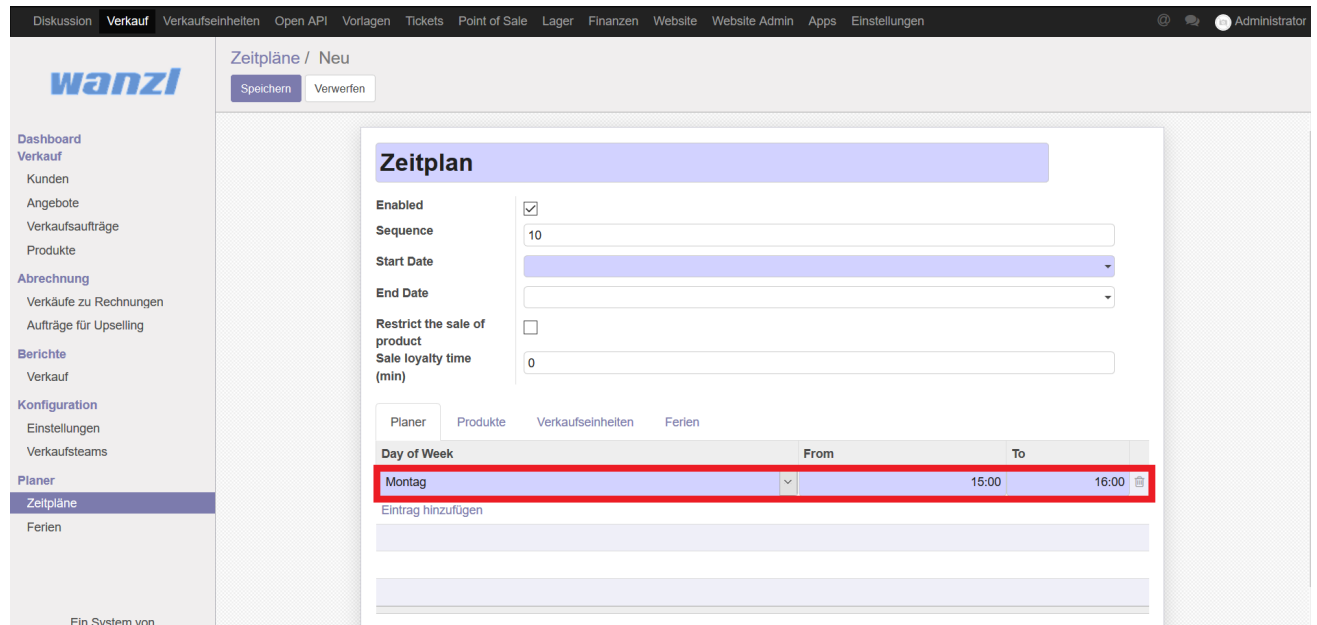 Diskussion Verkauf Verkaufseinheiten Open API Vorlagen Tickets Point of Sale Lager Finanzen Website Website Admin Apps Einstellungen @ Administrator
wanzl
Zeitpläne / Neu
Speichern Verwerfen
Dashboard
Verkauf
Kunden
Angebote
Verkaufsaufträge
Produkte
Abrechnung
Verkäufe zu Rechnungen
Aufträge für Upselling
Berichte
Verkauf
Konfiguration
Einstellungen
Verkaufsteams
Planer
Zeitpläne
Ferien
Ein System von
Zeitplan
Enabled
Sequence 10
Start Date
End Date
Restrict the sale of
product
Sale loyalty time
(min) 0
Planer Produkte Verkaufseinheiten Ferien
Day of Week From To
Montag 15:00 16:00
Eintrag hinzufügen